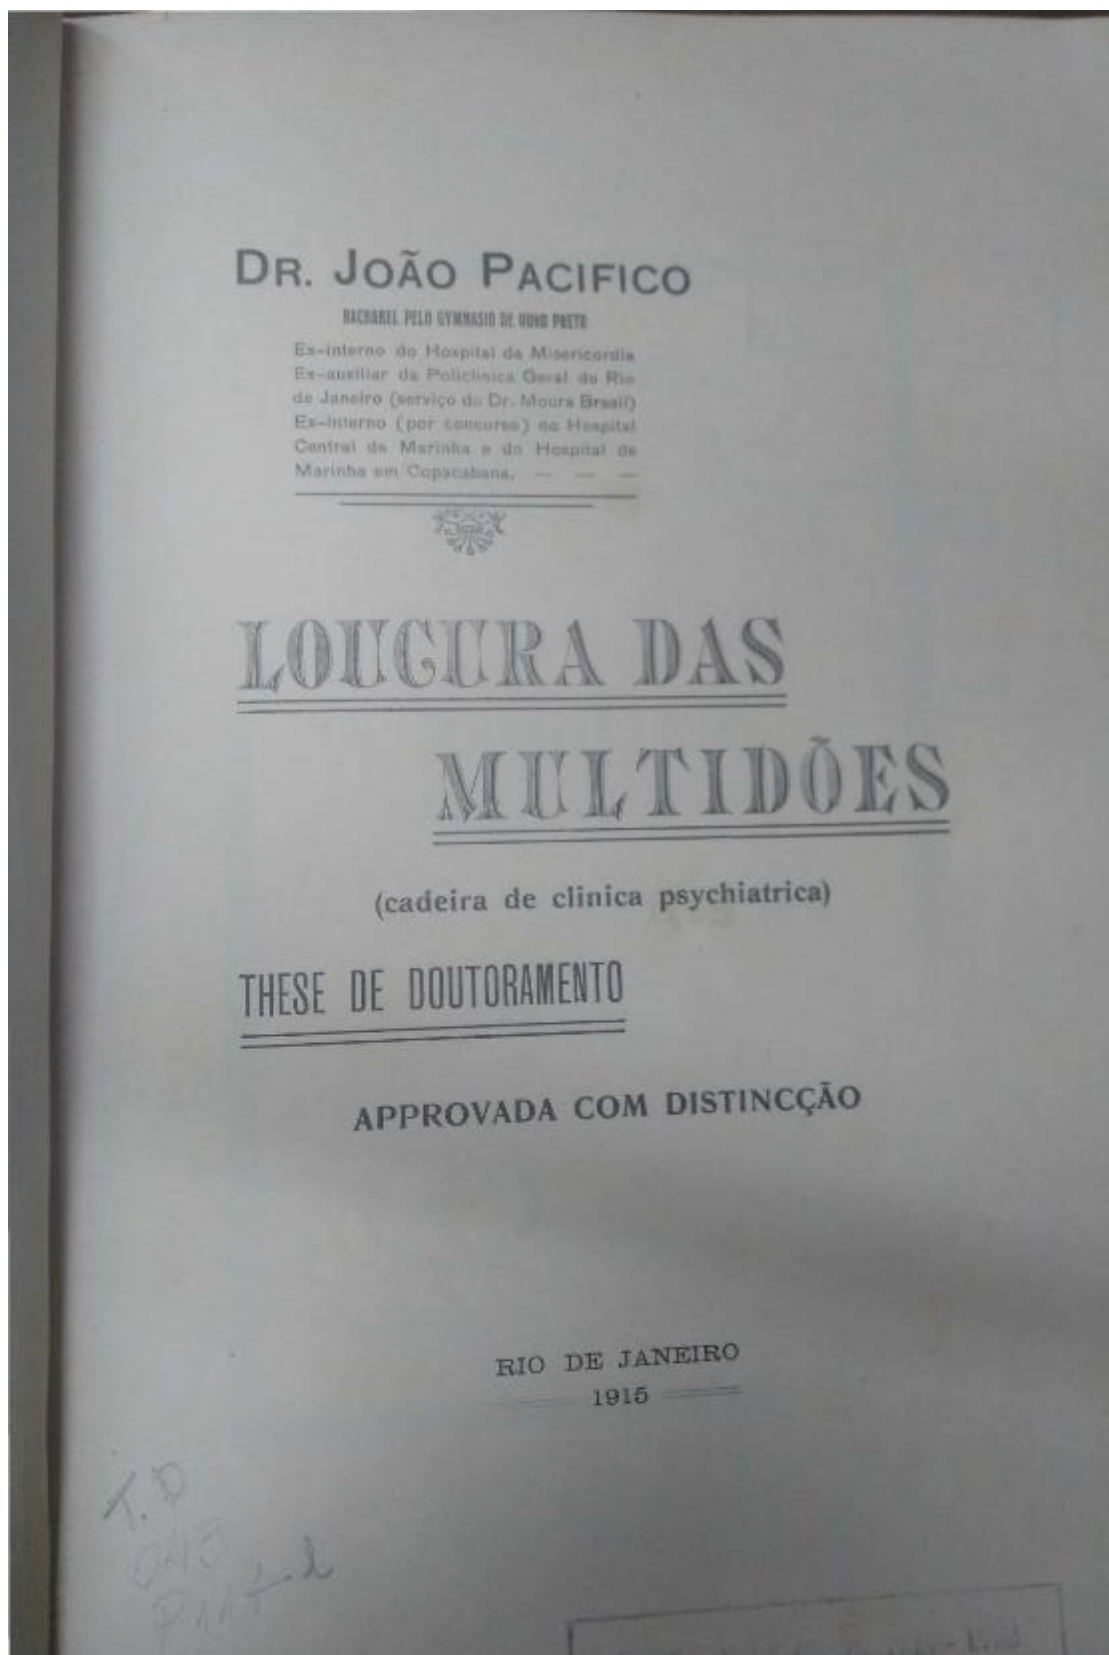 DR. JOÃO PACIFICO
BACHAREL PELO GYMNASIO DE OURO PRETO
Ex-interno do Hospital da Misericordia
Ex-auxiliar da Policlinica Geral do Rio
de Janeiro (serviço do Dr. Moura Brasil)
Ex-interno (por concurso) do Hospital
Central da Marinha e do Hospital de
Marinha em Copacabana. — — —
LOUCURA DAS
MULTIDÕES
(cadeira de clinica psychiatrica)
THESE DE DOUTORAMENTO
APPROVADA COM DISTINCÇÃO
RIO DE JANEIRO
1915
T. D